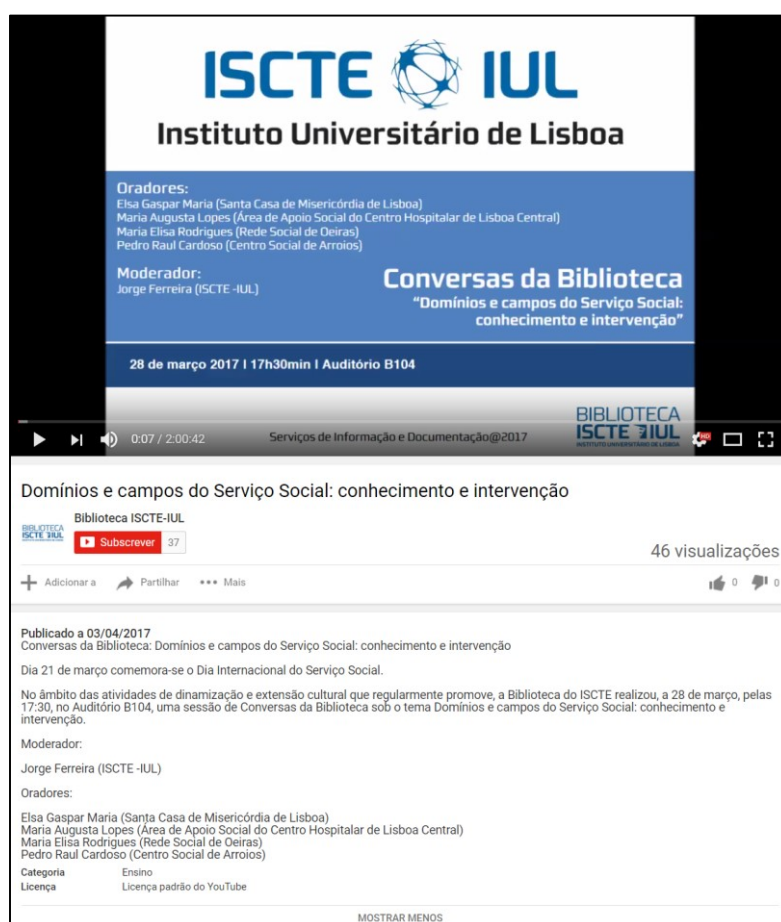 ISCTE IUL
Instituto Universitário de Lisboa
Oradores:
Elsa Gaspar Maria (Santa Casa de Misericórdia de Lisboa)
Maria Augusta Lopes (Área de Apoio Social do Centro Hospitalar de Lisboa Central)
Maria Elisa Rodrigues (Rede Social de Oeiras)
Pedro Raul Cardoso (Centro Social de Arroios)
Moderador:
Jorge Ferreira (ISCTE -IUL)
Conversas da Biblioteca
“Domínios e campos do Serviço Social:
conhecimento e intervenção”
28 de março 2017 I 17h30min I Auditório B104
BIBLIOTECA
ISCTE IUL
INSTITUTO UNIVERSITÁRIO DE LISBOA
0:07 / 2:00:42
Serviços de Informação e Documentação@2017
HD
Domínios e campos do Serviço Social: conhecimento e intervenção
BIBLIOTECA
ISCTE IUL
Biblioteca ISCTE-IUL
Subscrever 37
46 visualizações
Adicionar a Partilhar Mais 0 0
Publicado a 03/04/2017
Conversas da Biblioteca: Domínios e campos do Serviço Social: conhecimento e intervenção
Dia 21 de março comemora-se o Dia Internacional do Serviço Social.
No âmbito das atividades de dinamização e extensão cultural que regularmente promove, a Biblioteca do ISCTE realizou, a 28 de março, pelas
17:30, no Auditório B104, uma sessão de Conversas da Biblioteca sob o tema Domínios e campos do Serviço Social: conhecimento e
intervenção.
Moderador:
Jorge Ferreira (ISCTE -IUL)
Oradores:
Elsa Gaspar Maria (Santa Casa de Misericórdia de Lisboa)
Maria Augusta Lopes (Área de Apoio Social do Centro Hospitalar de Lisboa Central)
Maria Elisa Rodrigues (Rede Social de Oeiras)
Pedro Raul Cardoso (Centro Social de Arroios)
Categoria Ensino
Licença Licença padrão do YouTube
MOSTRAR MENOS